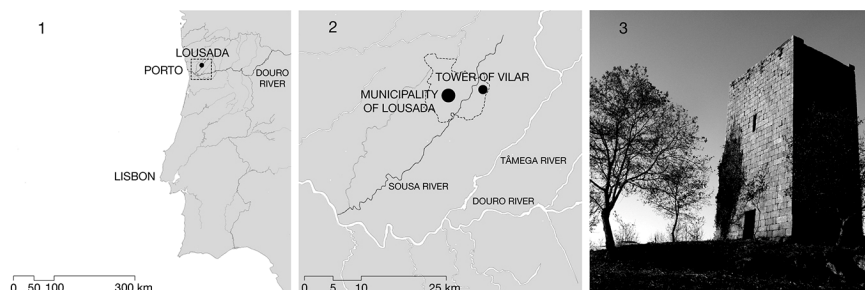 1
LOUSADA
PORTO
DOURO
RIVER
LISBON
0 50 100 300 km
2
TOWER OF VILAR
MUNICIPALITY
OF LOUSADA
TÂMEGA RIVER
SOUSA RIVER
DOURO RIVER
0 5 10 25 km
3